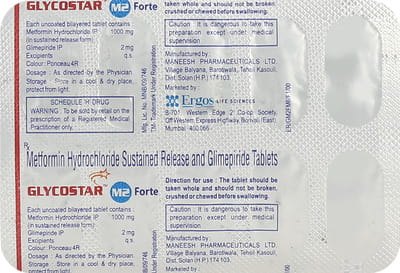 GLYCOSTAR M2 Forte
Each uncoated bilayered tablet contains
Metformin Hydrochloride IP 1000 mg
(in sustained release form)
Glimepiride IP 2 mg
Excipients q.s.
Colour: Ponceau 4R
Dosage : As directed by the Physician
Storage : Store in a cool & dry place,
protect from light.
SCHEDULE H DRUG
WARNING : To be sold by retail on the
prescription of a Registered Medical
Practitioner only.
Mfg. Lic. No. MNB/09/746
TM- Trademark Under Registration
taken whole and should not be broken,
crushed or chewed before swallowing.
Caution : It is dangerous to take this
preparation except under medical
supervision
Manufactured by :
MANEESH PHARMACEUTICALS LTD.
Village Balyana, Barotiwala, Tehsil Kasouli,
Dist. Solan (H.P.) 174 103.
Marketed by :
Ergos LIFE SCIENCES
B-701 Western Edge 2 Co-op Society,
Off Western Express Highway, Borivali (East)
Mumbai 400 066
Rx
Metformin Hydrochloride Sustained Release and Glimepiride Tablets
GLYCOSTAR M2 Forte
Each uncoated bilayered tablet contains
Metformin Hydrochloride IP 1000 mg
(in sustained release form)
Glimepiride IP 2 mg
Excipients q.s.
Colour: Ponceau 4R
Dosage : As directed by the Physician
Storage : Store in a cool & dry place,
protect from light
Direction for use : The tablet should be
taken whole and should not be broken,
crushed or chewed before swallowing.
Caution : It is dangerous to take this
preparation except under medical
supervision
Manufactured by :
MANEESH PHARMACEUTICALS LTD.
Village Balyana, Barotiwala, Tehsil Kasouli,
Dist. Solan (H.P.) 174 103.
Marketed by :